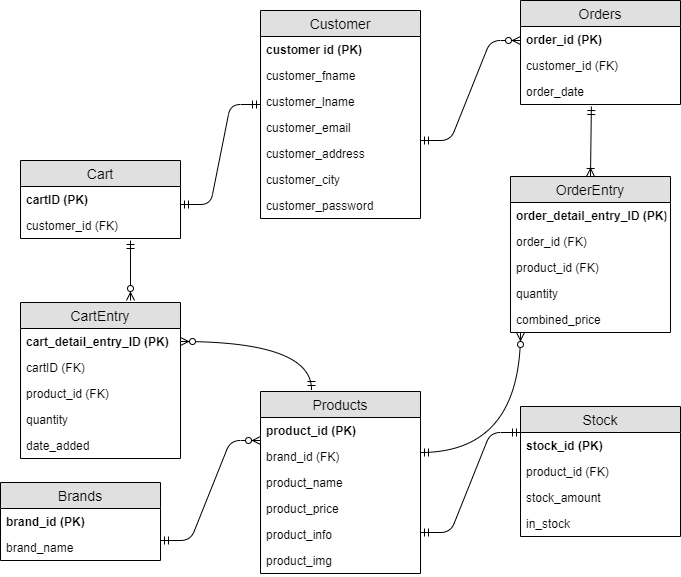 Customer
customer id (PK)
customer_fname
customer_lname
customer_email
customer_address
customer_city
customer_password
Orders
order_id (PK)
customer_id (FK)
order_date
Cart
cartID (PK)
customer_id (FK)
OrderEntry
order_detail_entry_ID (PK)
order_id (FK)
product_id (FK)
quantity
combined_price
CartEntry
cart_detail_entry_ID (PK)
cartID (FK)
product_id (FK)
quantity
date_added
Products
product_id (PK)
brand_id (FK)
product_name
product_price
product_info
product_img
Stock
stock_id (PK)
product_id (FK)
stock_amount
in_stock
Brands
brand_id (PK)
brand_name